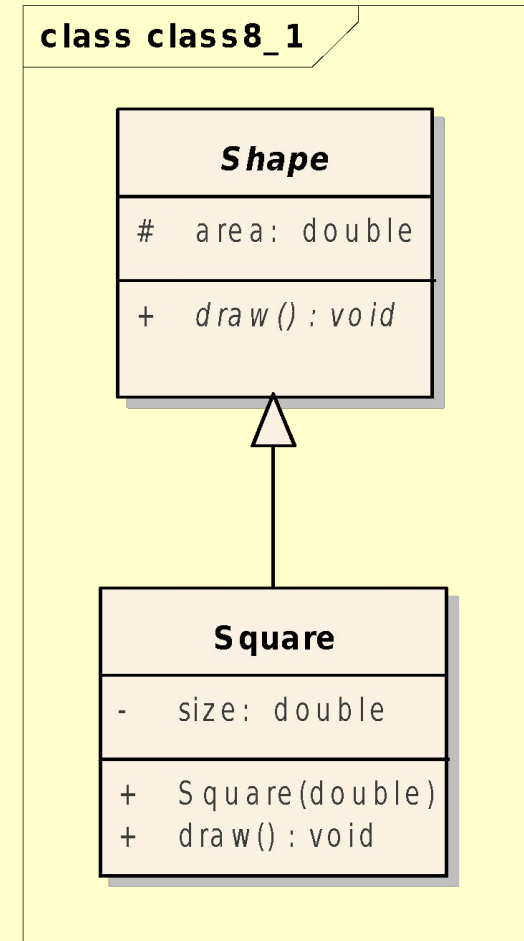 class class8_1
Shape
# area: double
+ draw() : void
Square
- size: double
+ Square(double)
+ draw() : void